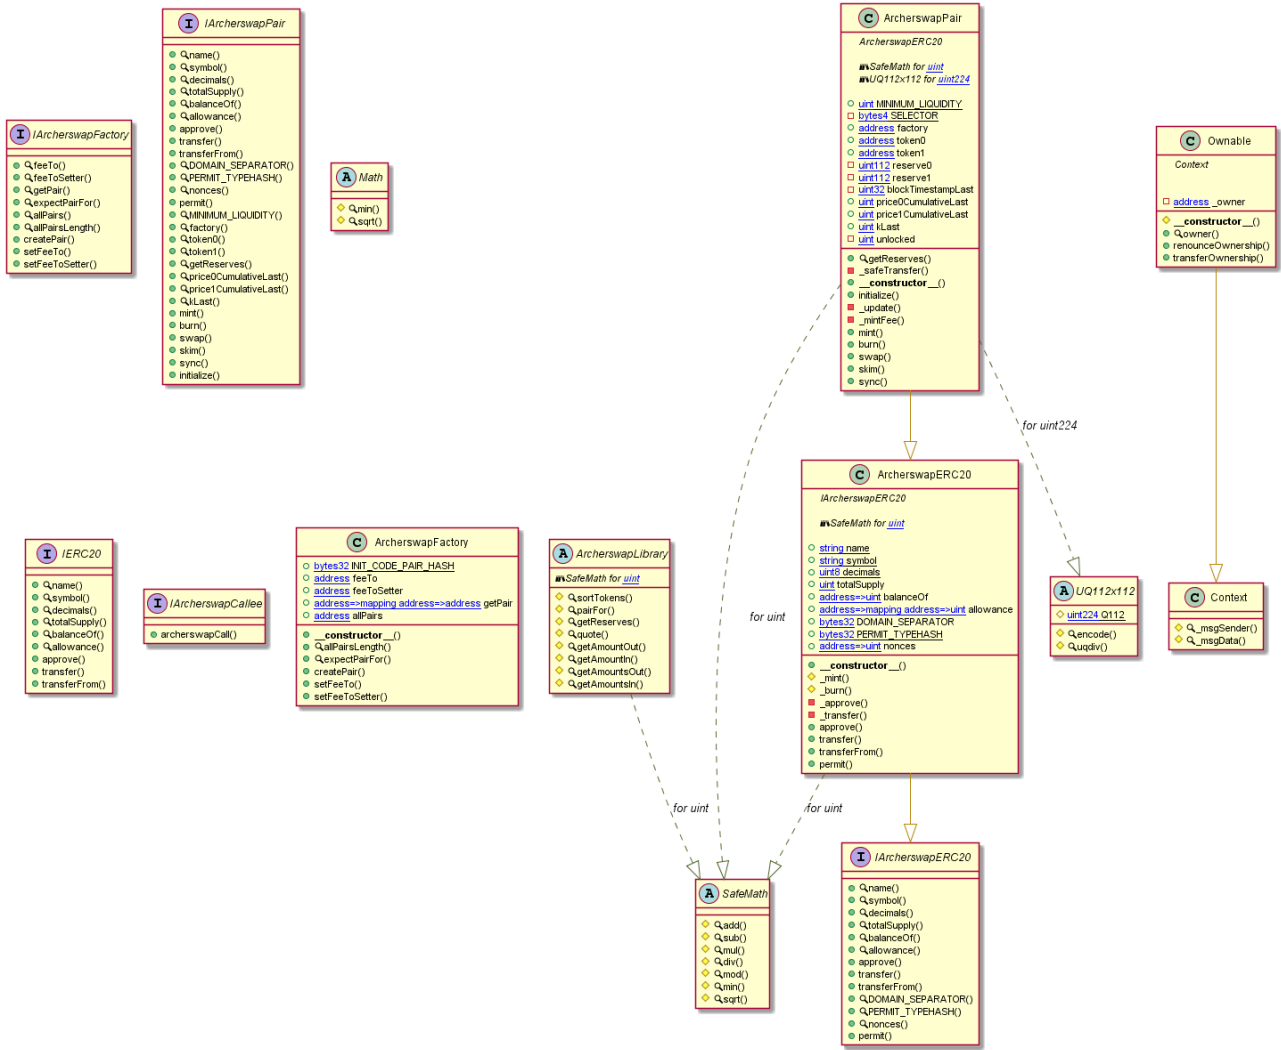 I IArcherswapFactory
feeTo()
feeToSetter()
getPair()
expectPairFor()
allPairs()
allPairsLength()
createPair()
setFeeTo()
setFeeToSetter()
I IArcherswapPair
name()
symbol()
decimals()
totalSupply()
balanceOf()
allowance()
approve()
transfer()
transferFrom()
DOMAIN_SEPARATOR()
PERMIT_TYPEHASH()
nonces()
permit()
MINIMUM_LIQUIDITY()
factory()
token0()
token1()
getReserves()
price0CumulativeLast()
price1CumulativeLast()
kLast()
mint()
burn()
swap()
skim()
sync()
initialize()
A Math
min()
sqrt()
C ArcherswapPair
ArcherswapERC20
SafeMath for uint
UQ112x112 for uint224
uint MINIMUM_LIQUIDITY
bytes4 SELECTOR
address factory
address token0
address token1
uint112 reserve0
uint112 reserve1
uint32 blockTimestampLast
uint price0CumulativeLast
uint price1CumulativeLast
uint kLast
uint unlocked
getReserves()
_safeTransfer()
__constructor__()
initialize()
_update()
_mintFee()
mint()
burn()
swap()
skim()
sync()
C Ownable
Context
address _owner
__constructor__()
owner()
renounceOwnership()
transferOwnership()
for uint224
I IERC20
name()
symbol()
decimals()
totalSupply()
balanceOf()
allowance()
approve()
transfer()
transferFrom()
I IArcherswapCallee
archerswapCall()
C ArcherswapFactory
bytes32 INIT_CODE_PAIR_HASH
address feeTo
address feeToSetter
address=>mapping address=>address getPair
address allPairs
__constructor__()
allPairsLength()
expectPairFor()
createPair()
setFeeTo()
setFeeToSetter()
A ArcherswapLibrary
SafeMath for uint
sortTokens()
pairFor()
getReserves()
quote()
getAmountOut()
getAmountIn()
getAmountsOut()
getAmountsIn()
for uint
C ArcherswapERC20
IArcherswapERC20
SafeMath for uint
string name
string symbol
uint8 decimals
uint totalSupply
address=>uint balanceOf
address=>mapping address=>uint allowance
bytes32 DOMAIN_SEPARATOR
bytes32 PERMIT_TYPEHASH
address=>uint nonces
__constructor__()
_mint()
_burn()
_approve()
_transfer()
approve()
transfer()
transferFrom()
permit()
A UQ112x112
uint224 Q112
encode()
uqdiv()
C Context
_msgSender()
_msgData()
for uint
for uint
A SafeMath
add()
sub()
mul()
div()
mod()
min()
sqrt()
I IArcherswapERC20
name()
symbol()
decimals()
totalSupply()
balanceOf()
allowance()
approve()
transfer()
transferFrom()
DOMAIN_SEPARATOR()
PERMIT_TYPEHASH()
nonces()
permit()